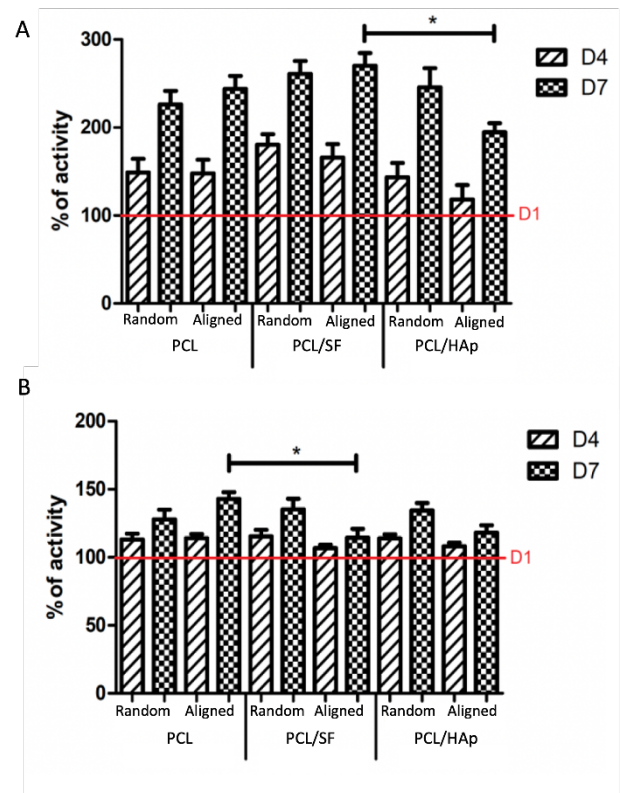 A
*
300
200
100
0
% of activity
D4
D7
D1
Random Aligned Random Aligned Random Aligned
PCL PCL/SF PCL/HAp
B
*
200
150
100
50
0
% of activity
D4
D7
D1
Random Aligned Random Aligned Random Aligned
PCL PCL/SF PCL/HAp